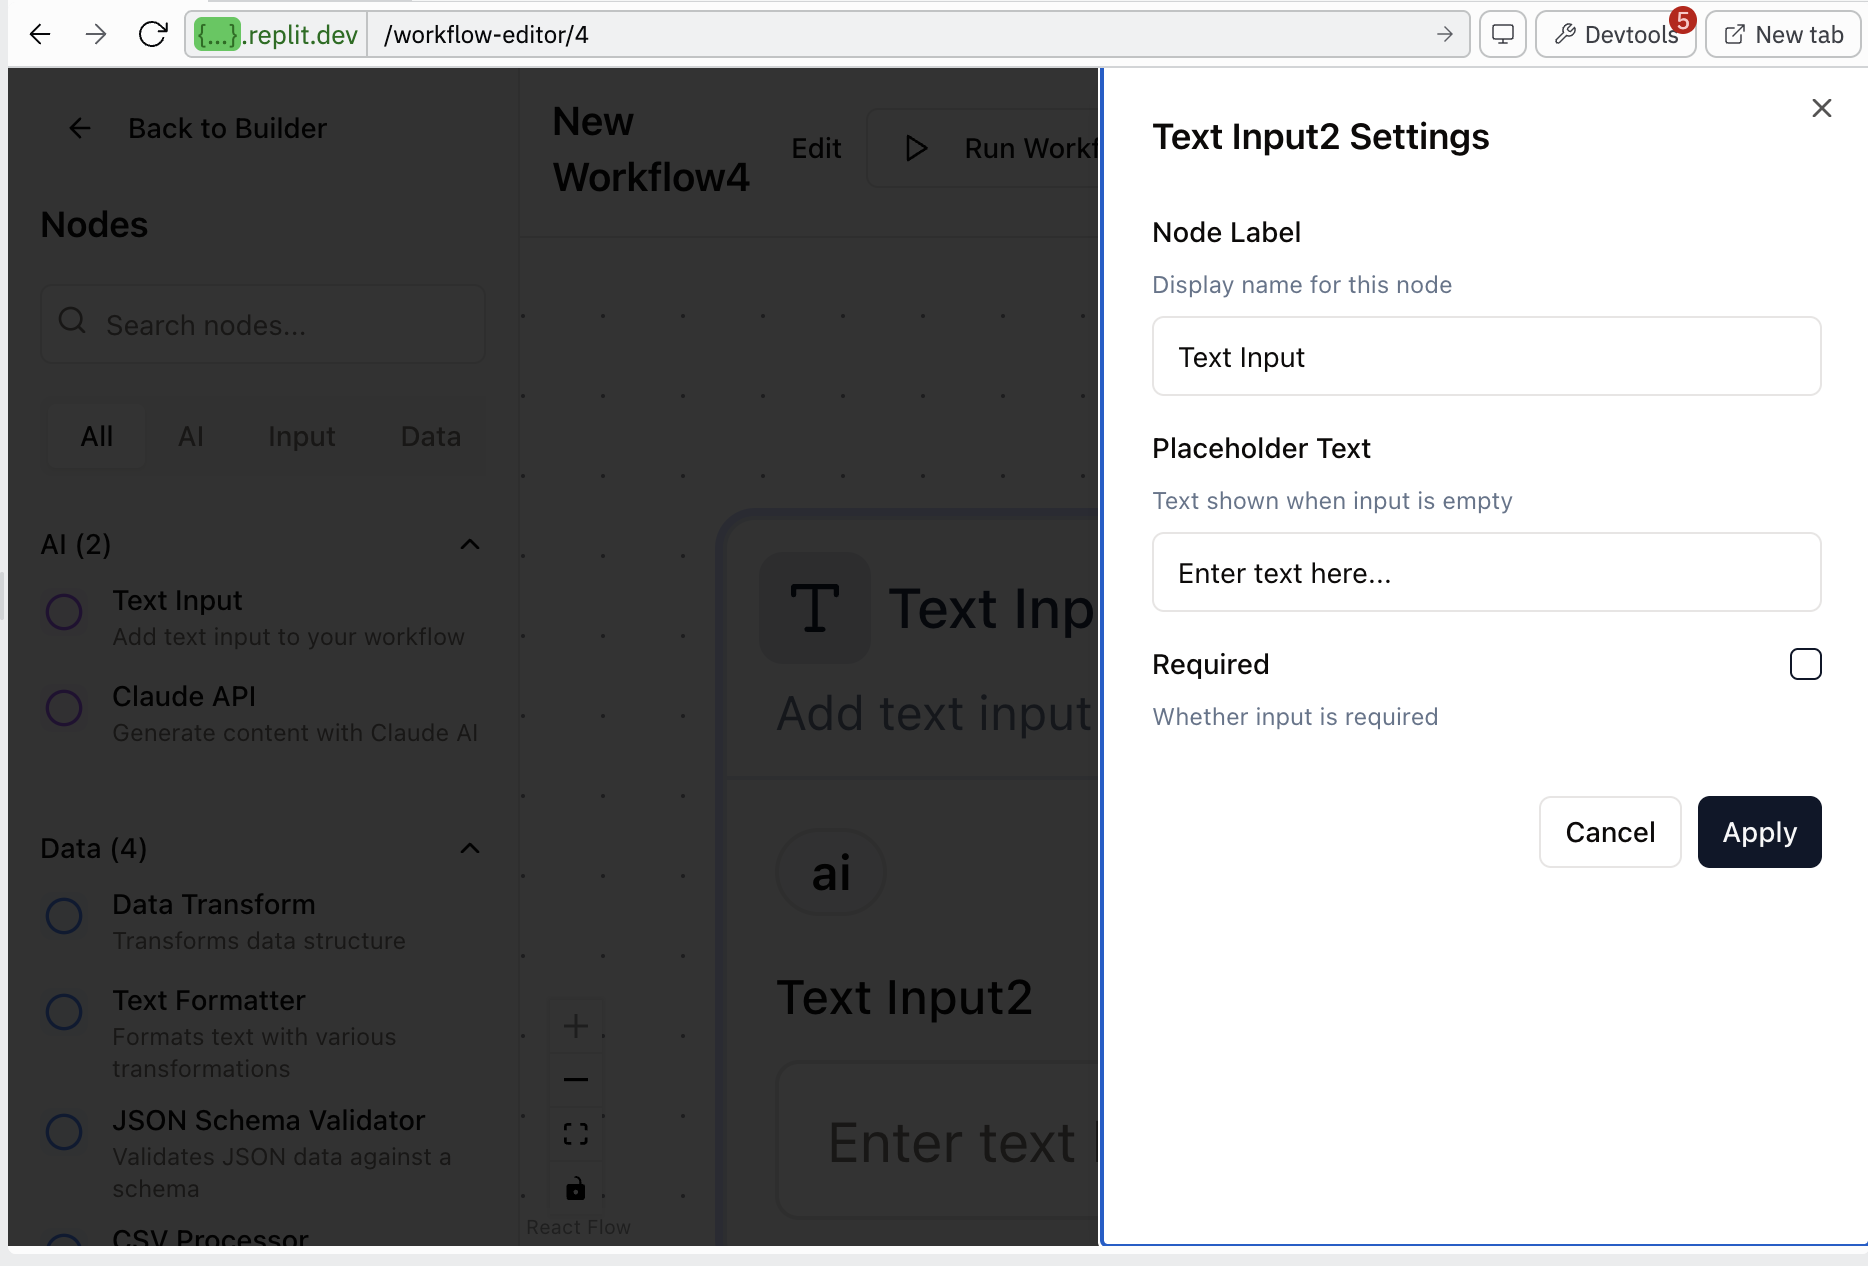 {...}.replit.dev
/workflow-editor/4
Devtools
5
New tab
Back to Builder
Nodes
Search nodes...
All
AI
Input
Data
AI (2)
Text Input
Add text input to your workflow
Claude API
Generate content with Claude AI
Data (4)
Data Transform
Transforms data structure
Text Formatter
Formats text with various
transformations
JSON Schema Validator
Validates JSON data against a
schema
CSV Processor
New
Workflow4
Edit
Run Workf
T
Text Inp
Add text input
ai
Text Input2
Enter text
React Flow
Text Input2 Settings
Node Label
Display name for this node
Text Input
Placeholder Text
Text shown when input is empty
Enter text here...
Required
Whether input is required
Cancel
Apply